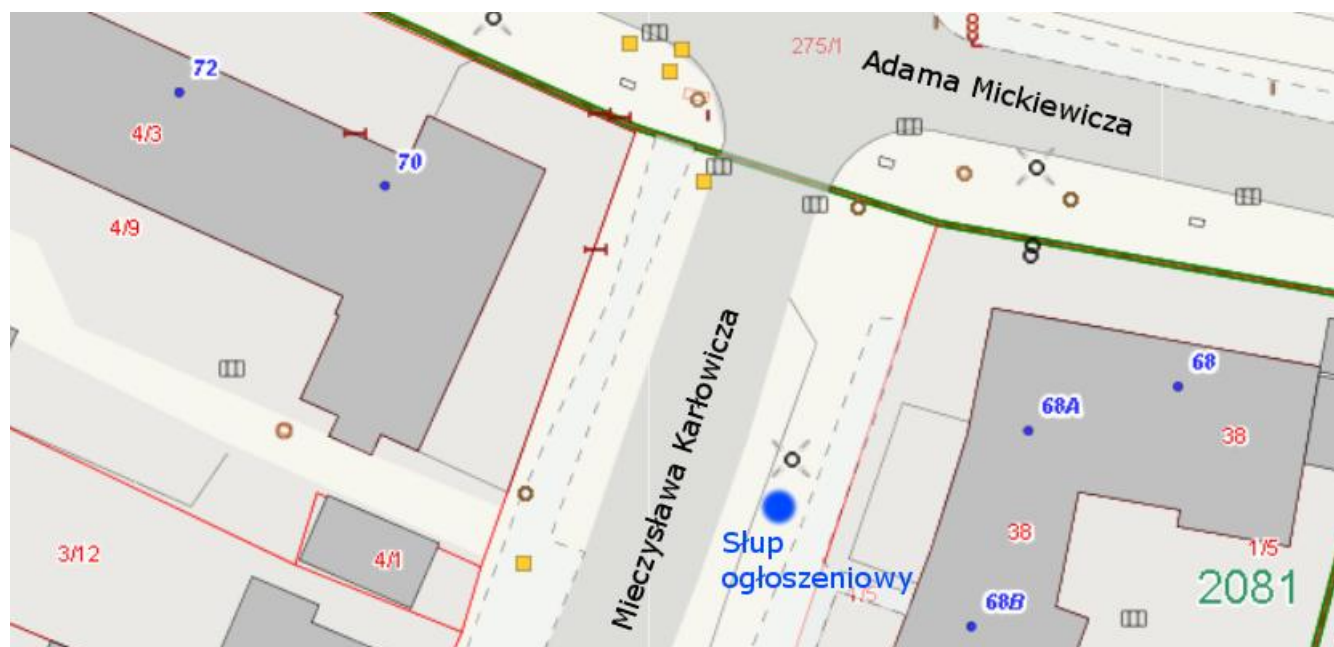 275/1
Adama Mickiewicza
72
4/3
70
4/9
68
68A
38
Mieczysława Karłowicza
38
Słup
ogłoszeniowy
3/12
4/1
1/5
2081
68B